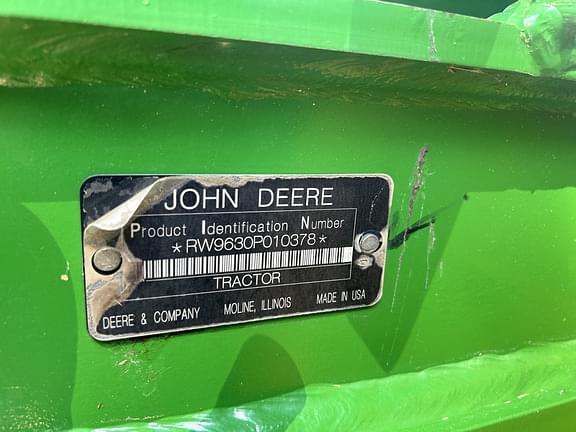 JOHN DEERE
Product Identification Number
*RW9630P010378*
TRACTOR
DEERE & COMPANY MOLINE, ILLINOIS MADE IN USA